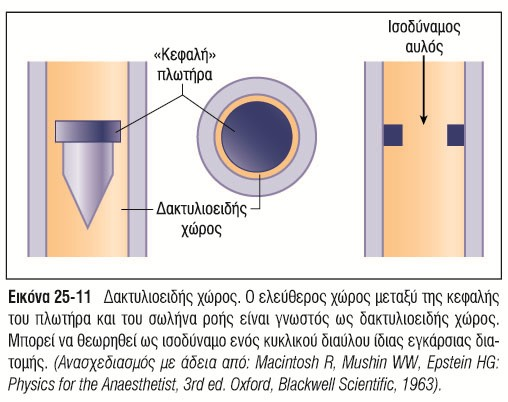 «Κεφαλή»
πλωτήρα
Ισοδύναμος
αυλός
Δακτυλιοειδής
χώρος
Εικόνα 25-11 Δακτυλιοειδής χώρος. Ο ελεύθερος χώρος μεταξύ της κεφαλής
του πλωτήρα και του σωλήνα ροής είναι γνωστός ως δακτυλιοειδής χώρος.
Μπορεί να θεωρηθεί ως ισοδύναμο ενός κυκλικού διαύλου ίδιας εγκάρσιας δια-
τομής. (Ανασχεδιασμός με άδεια από: Macintosh R, Mushin WW, Epstein HG:
Physics for the Anaesthetist, 3rd ed. Oxford, Blackwell Scientific, 1963).